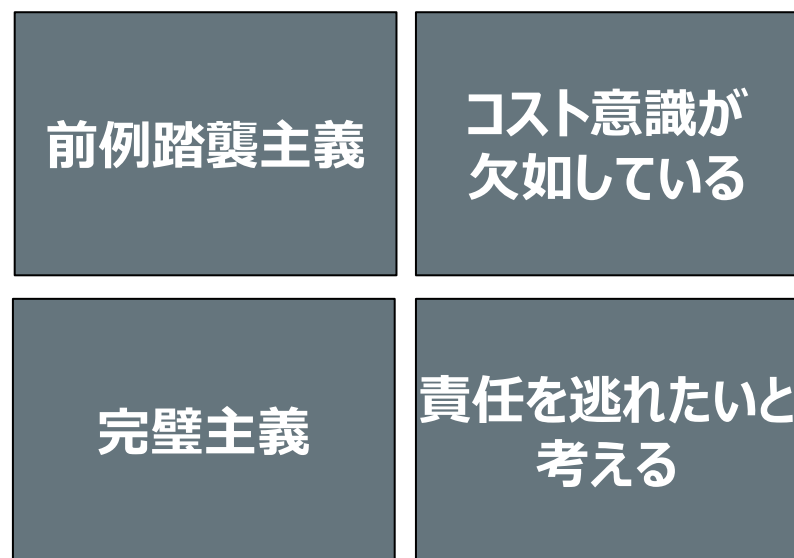 前例踏襲主義
コスト意識が
欠如している
完璧主義
責任を逃れたいと
考える